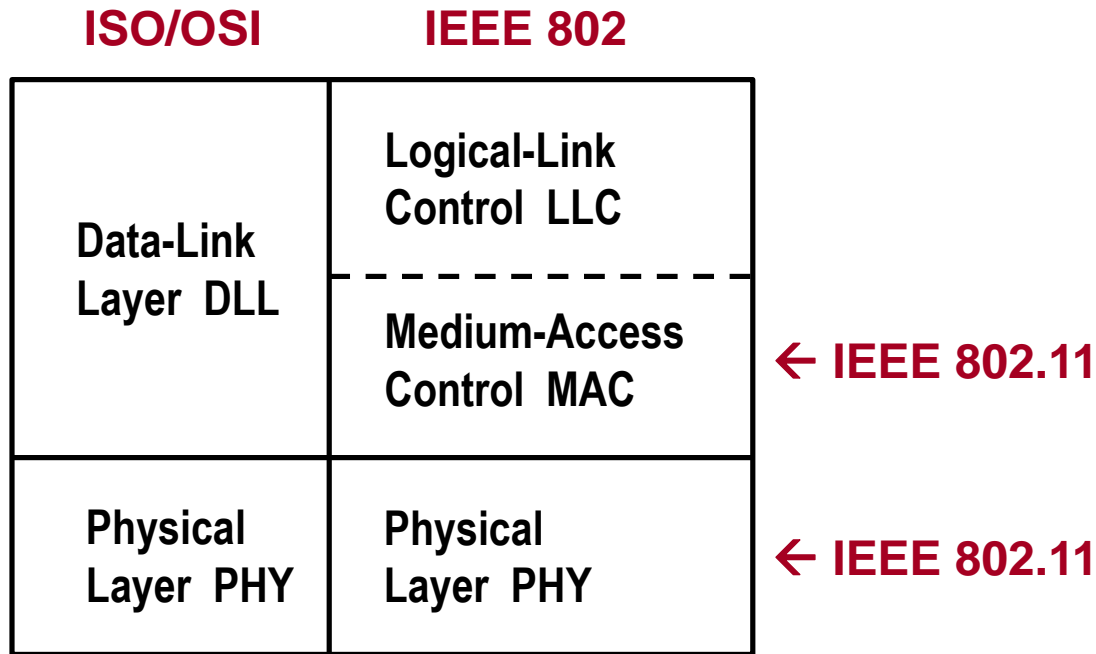 ISO/OSI IEEE 802
Data-Link
Layer DLL
Logical-Link
Control LLC
Medium-Access
Control MAC
← IEEE 802.11
Physical
Layer PHY
Physical
Layer PHY
← IEEE 802.11